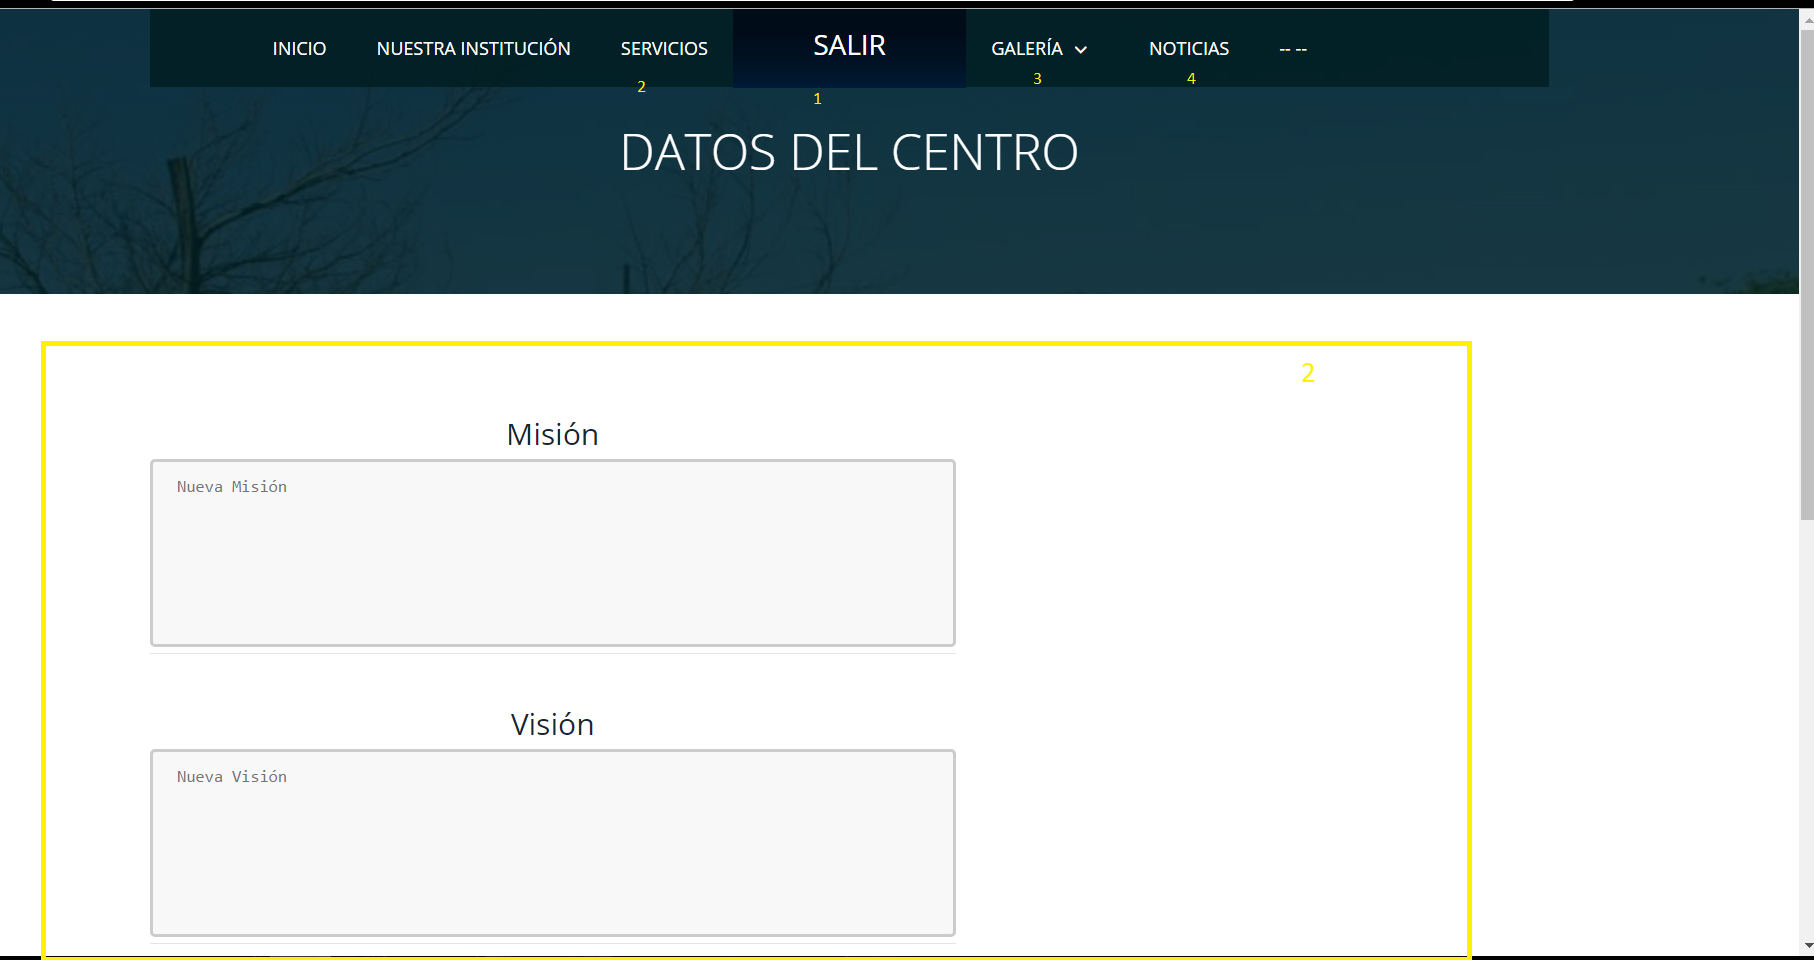 INICIO NUESTRA INSTITUCIÓN SERVICIOS SALIR GALERÍA NOTICIAS -- --
2 1 3 4
DATOS DEL CENTRO
2
Misión
Nueva Misión
Visión
Nueva Visión